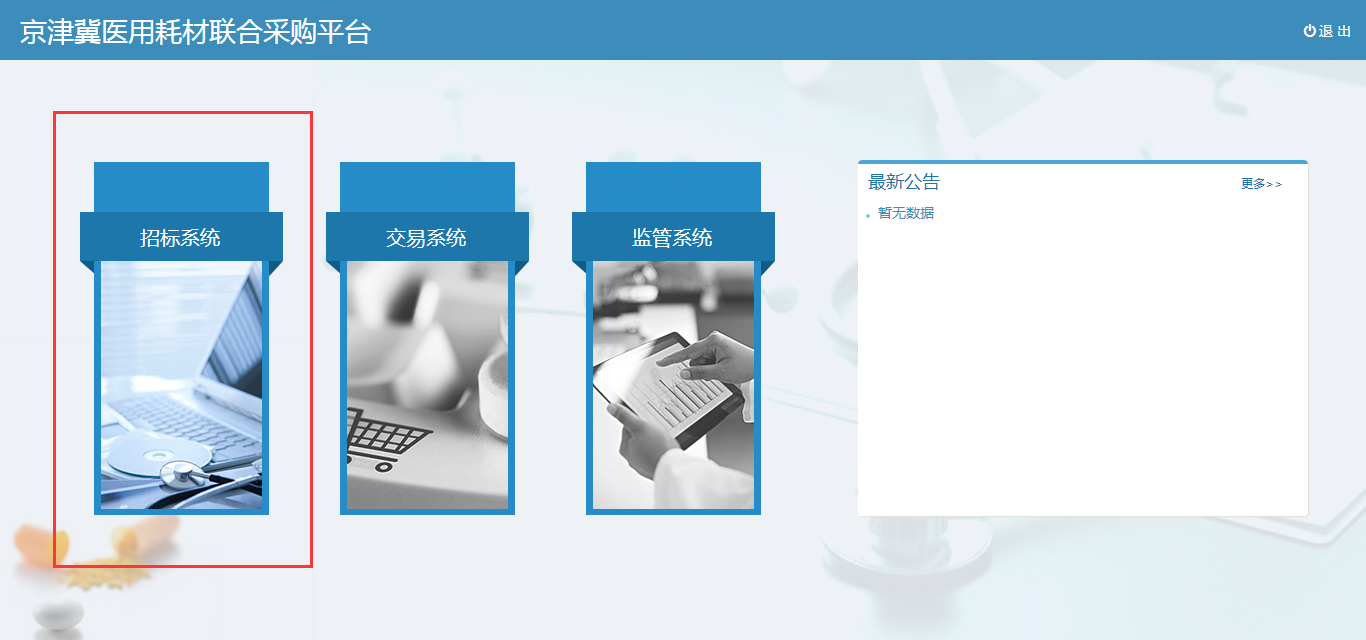 京津冀医用耗材联合采购平台
退 出
招标系统
交易系统
监管系统
最新公告
更多>>
暂无数据